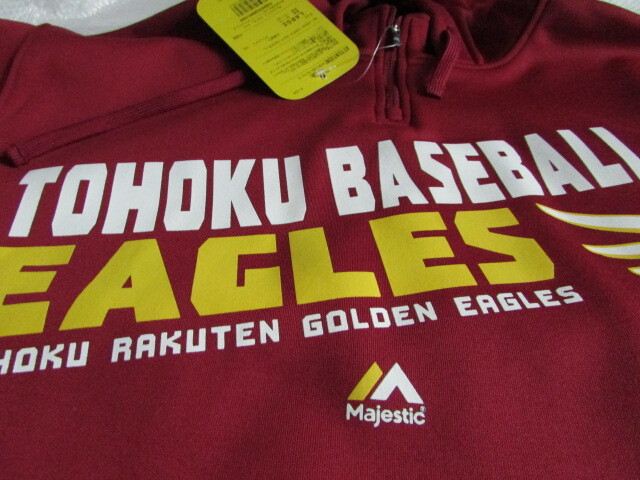 TOHOKU BASEBALL
EAGLES
HOKU RAKUTEN GOLDEN EAGLES
Majestic